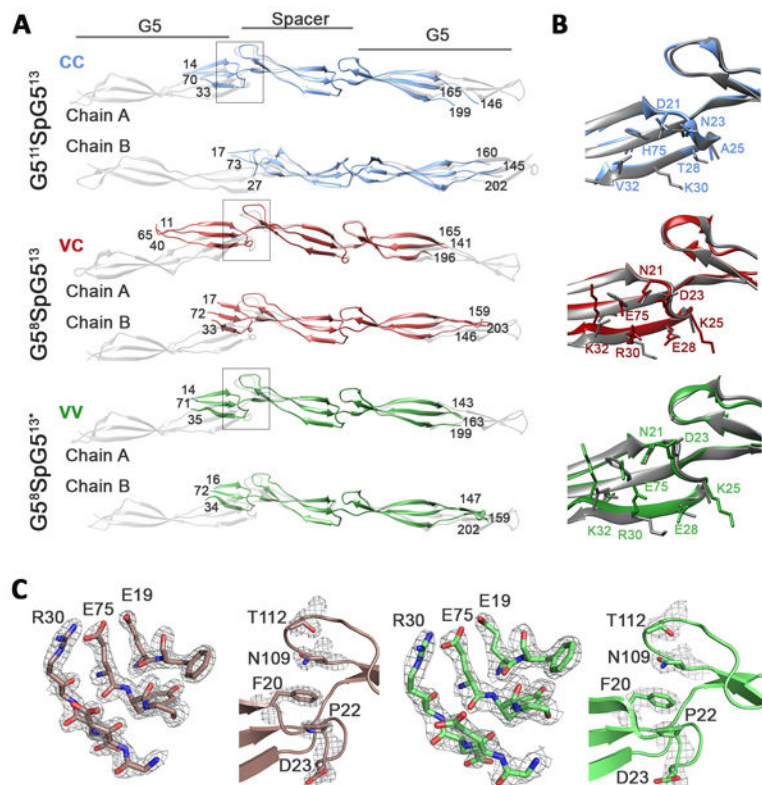 A
B
G5
Spacer
G5
G5¹¹SpG5¹³
CC
14
70
33
165
146
199
Chain A
Chain B
17
73
27
160
145
202
D21
N23
H75
A25
T28
V32
K30
G5⁸SpG5¹³
VC
11
65
40
165
141
196
Chain A
Chain B
17
72
33
159
203
146
N21
D23
E75
K25
K32
R30
E28
G5⁸SpG5¹³*
VV
14
71
35
143
163
199
Chain A
Chain B
16
72
34
147
159
202
N21
D23
E75
K25
K32
R30
E28
C
R30 E75 E19
T112
N109
F20
P22
D23
R30 E75 E19
T112
N109
F20
P22
D23